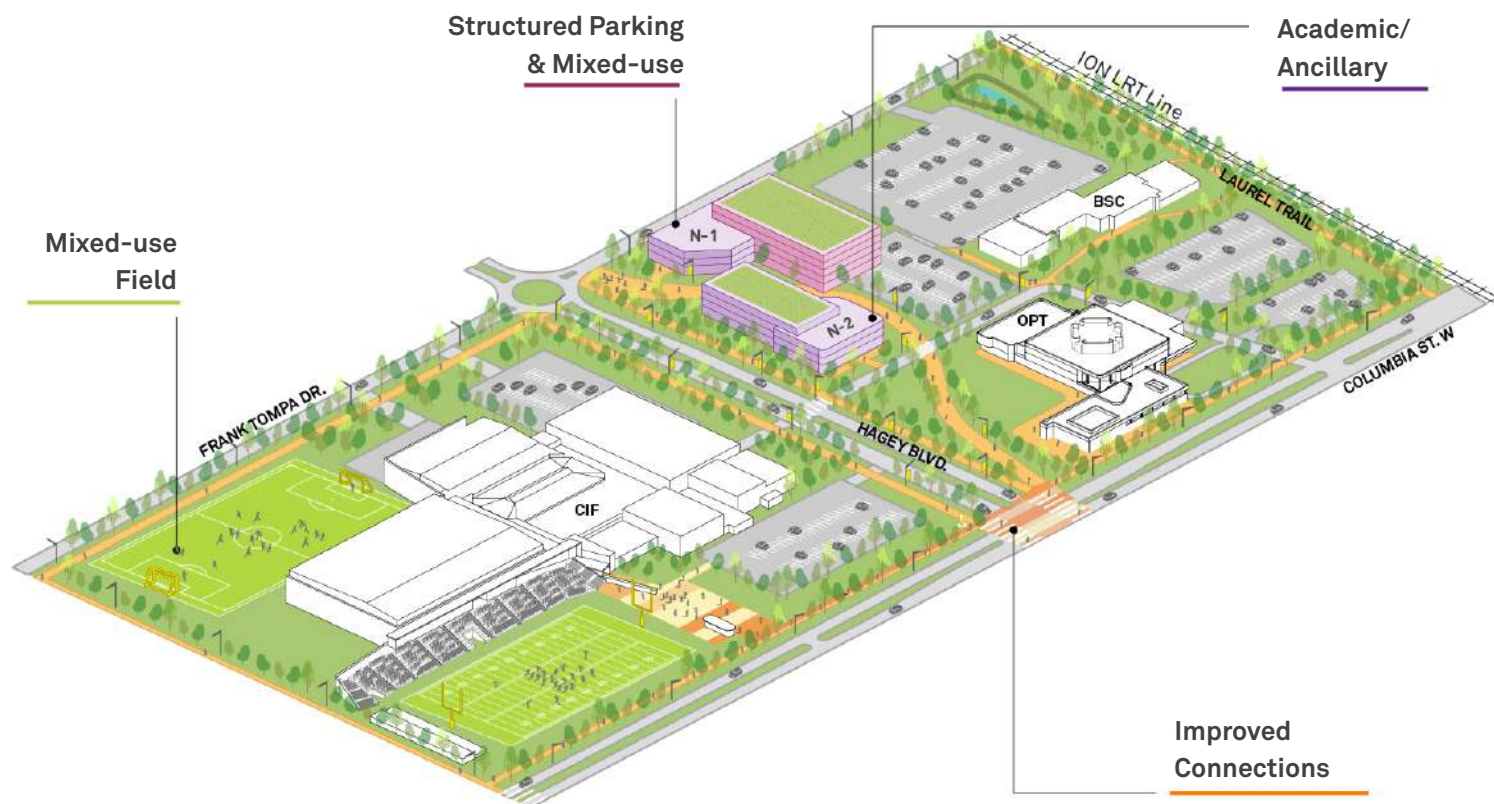 Structured Parking
& Mixed-use
Academic/
Ancillary
ION LRT Line
LAUREL TRAIL
BSC
N-1
Mixed-use
Field
N-2
OPT
COLUMBIA ST. W
FRANK TOMPA DR.
HAGEY BLVD.
CIF
Improved
Connections